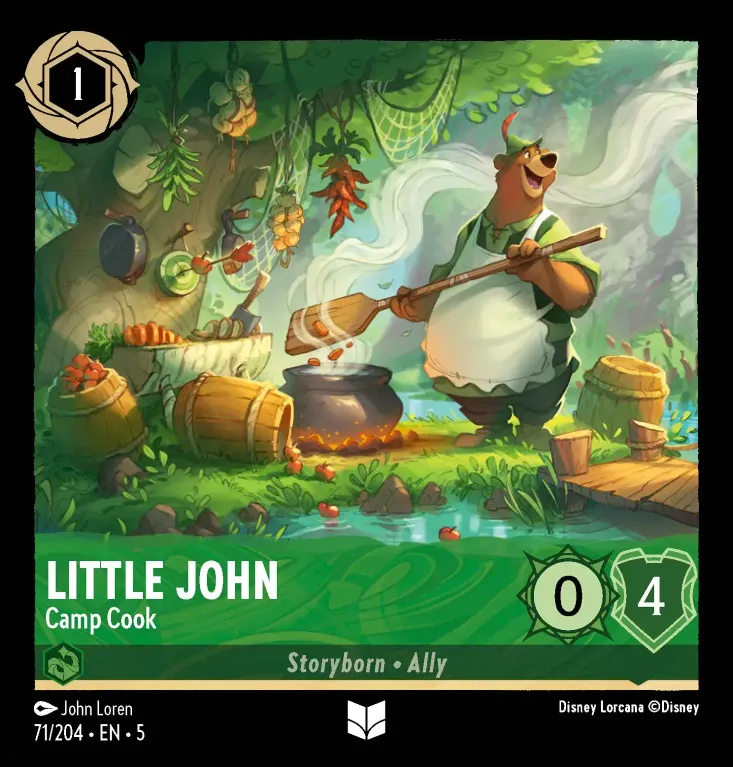 1
LITTLE JOHN
Camp Cook
0
4
Storyborn • Ally
John Loren
71/204 • EN • 5
Disney Lorcana ©Disney